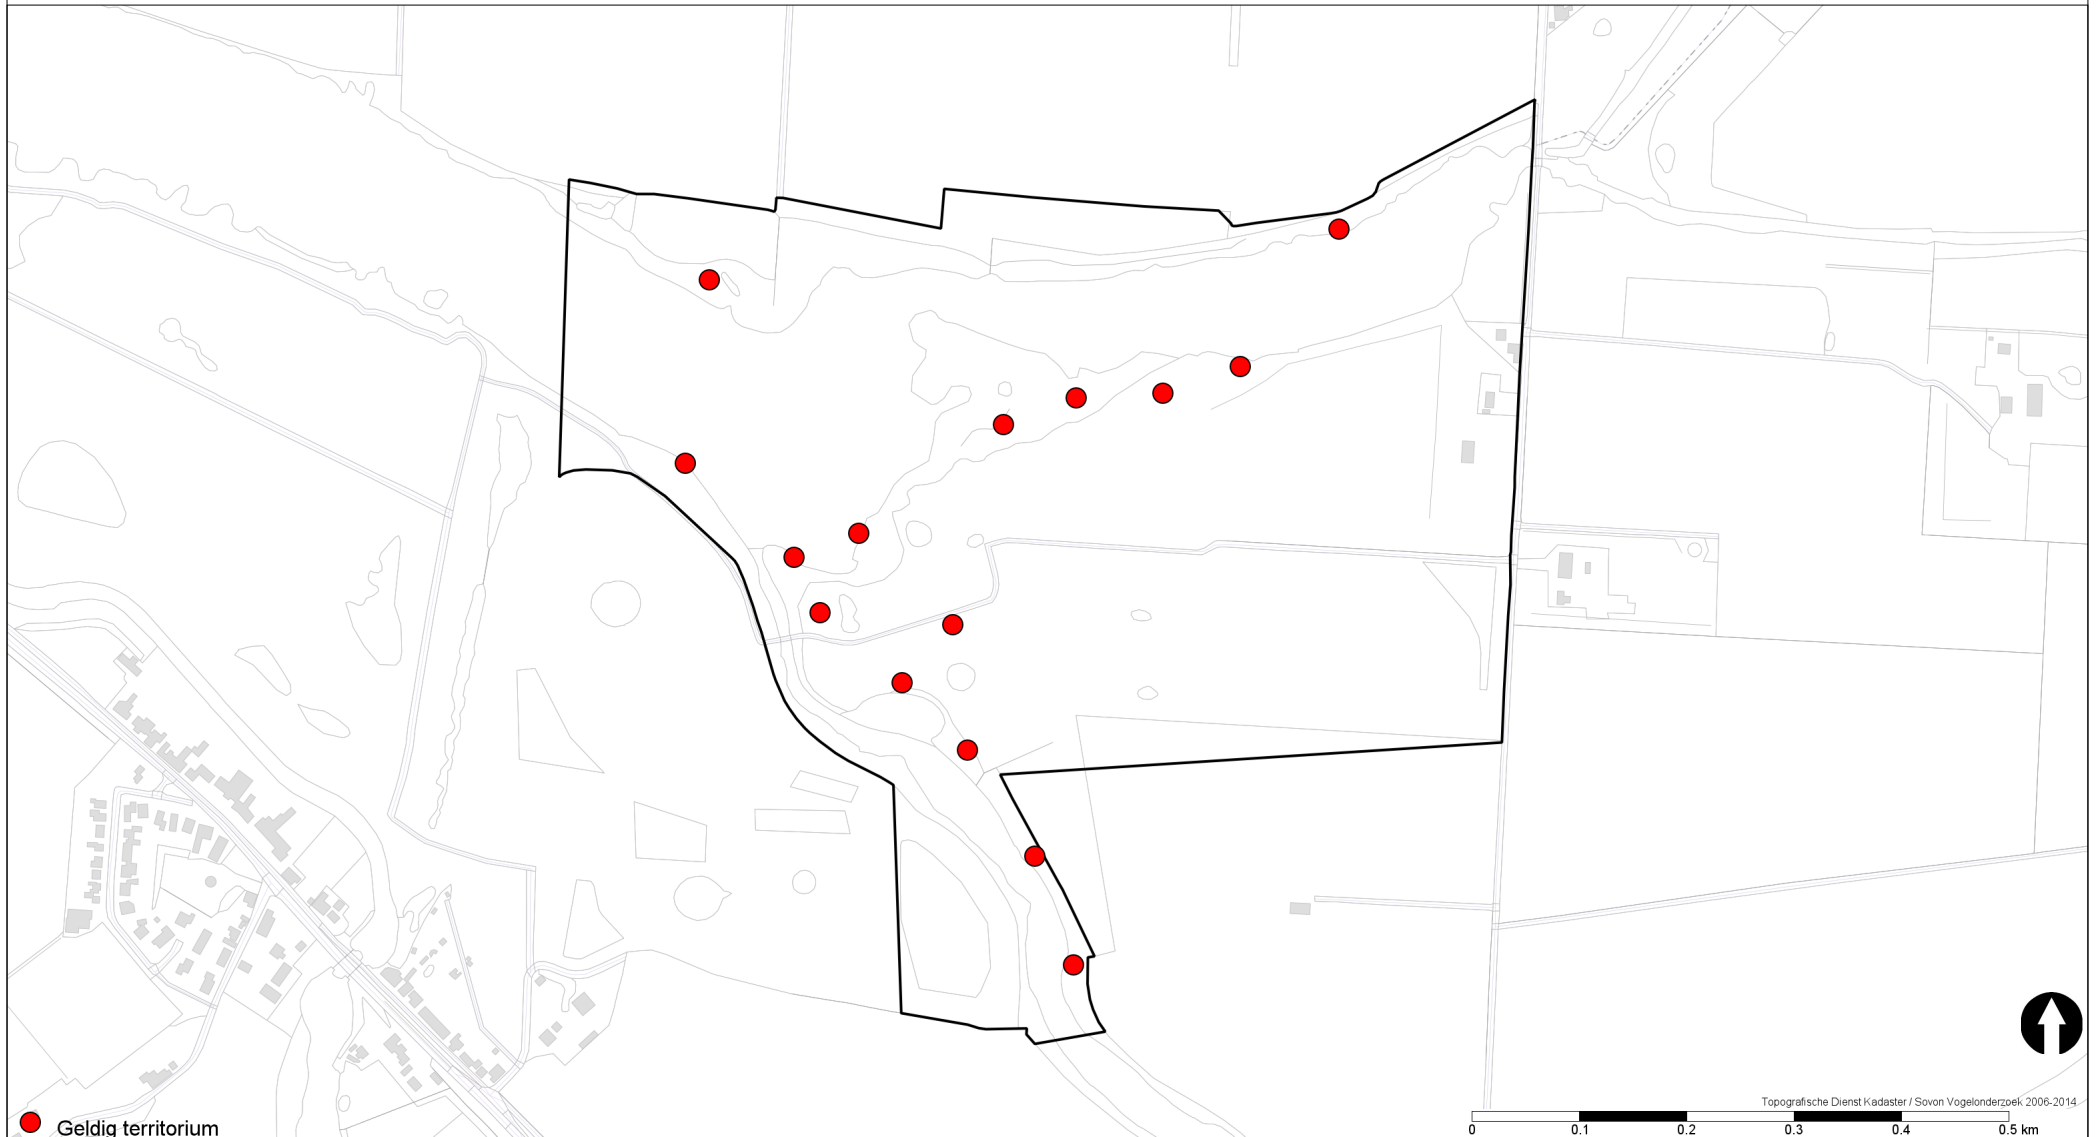 Topografische Dienst Kadaster / Sovon Vogelonderzoek 2006-2014
Geldig territorium
0 0.1 0.2 0.3 0.4 0.5 km